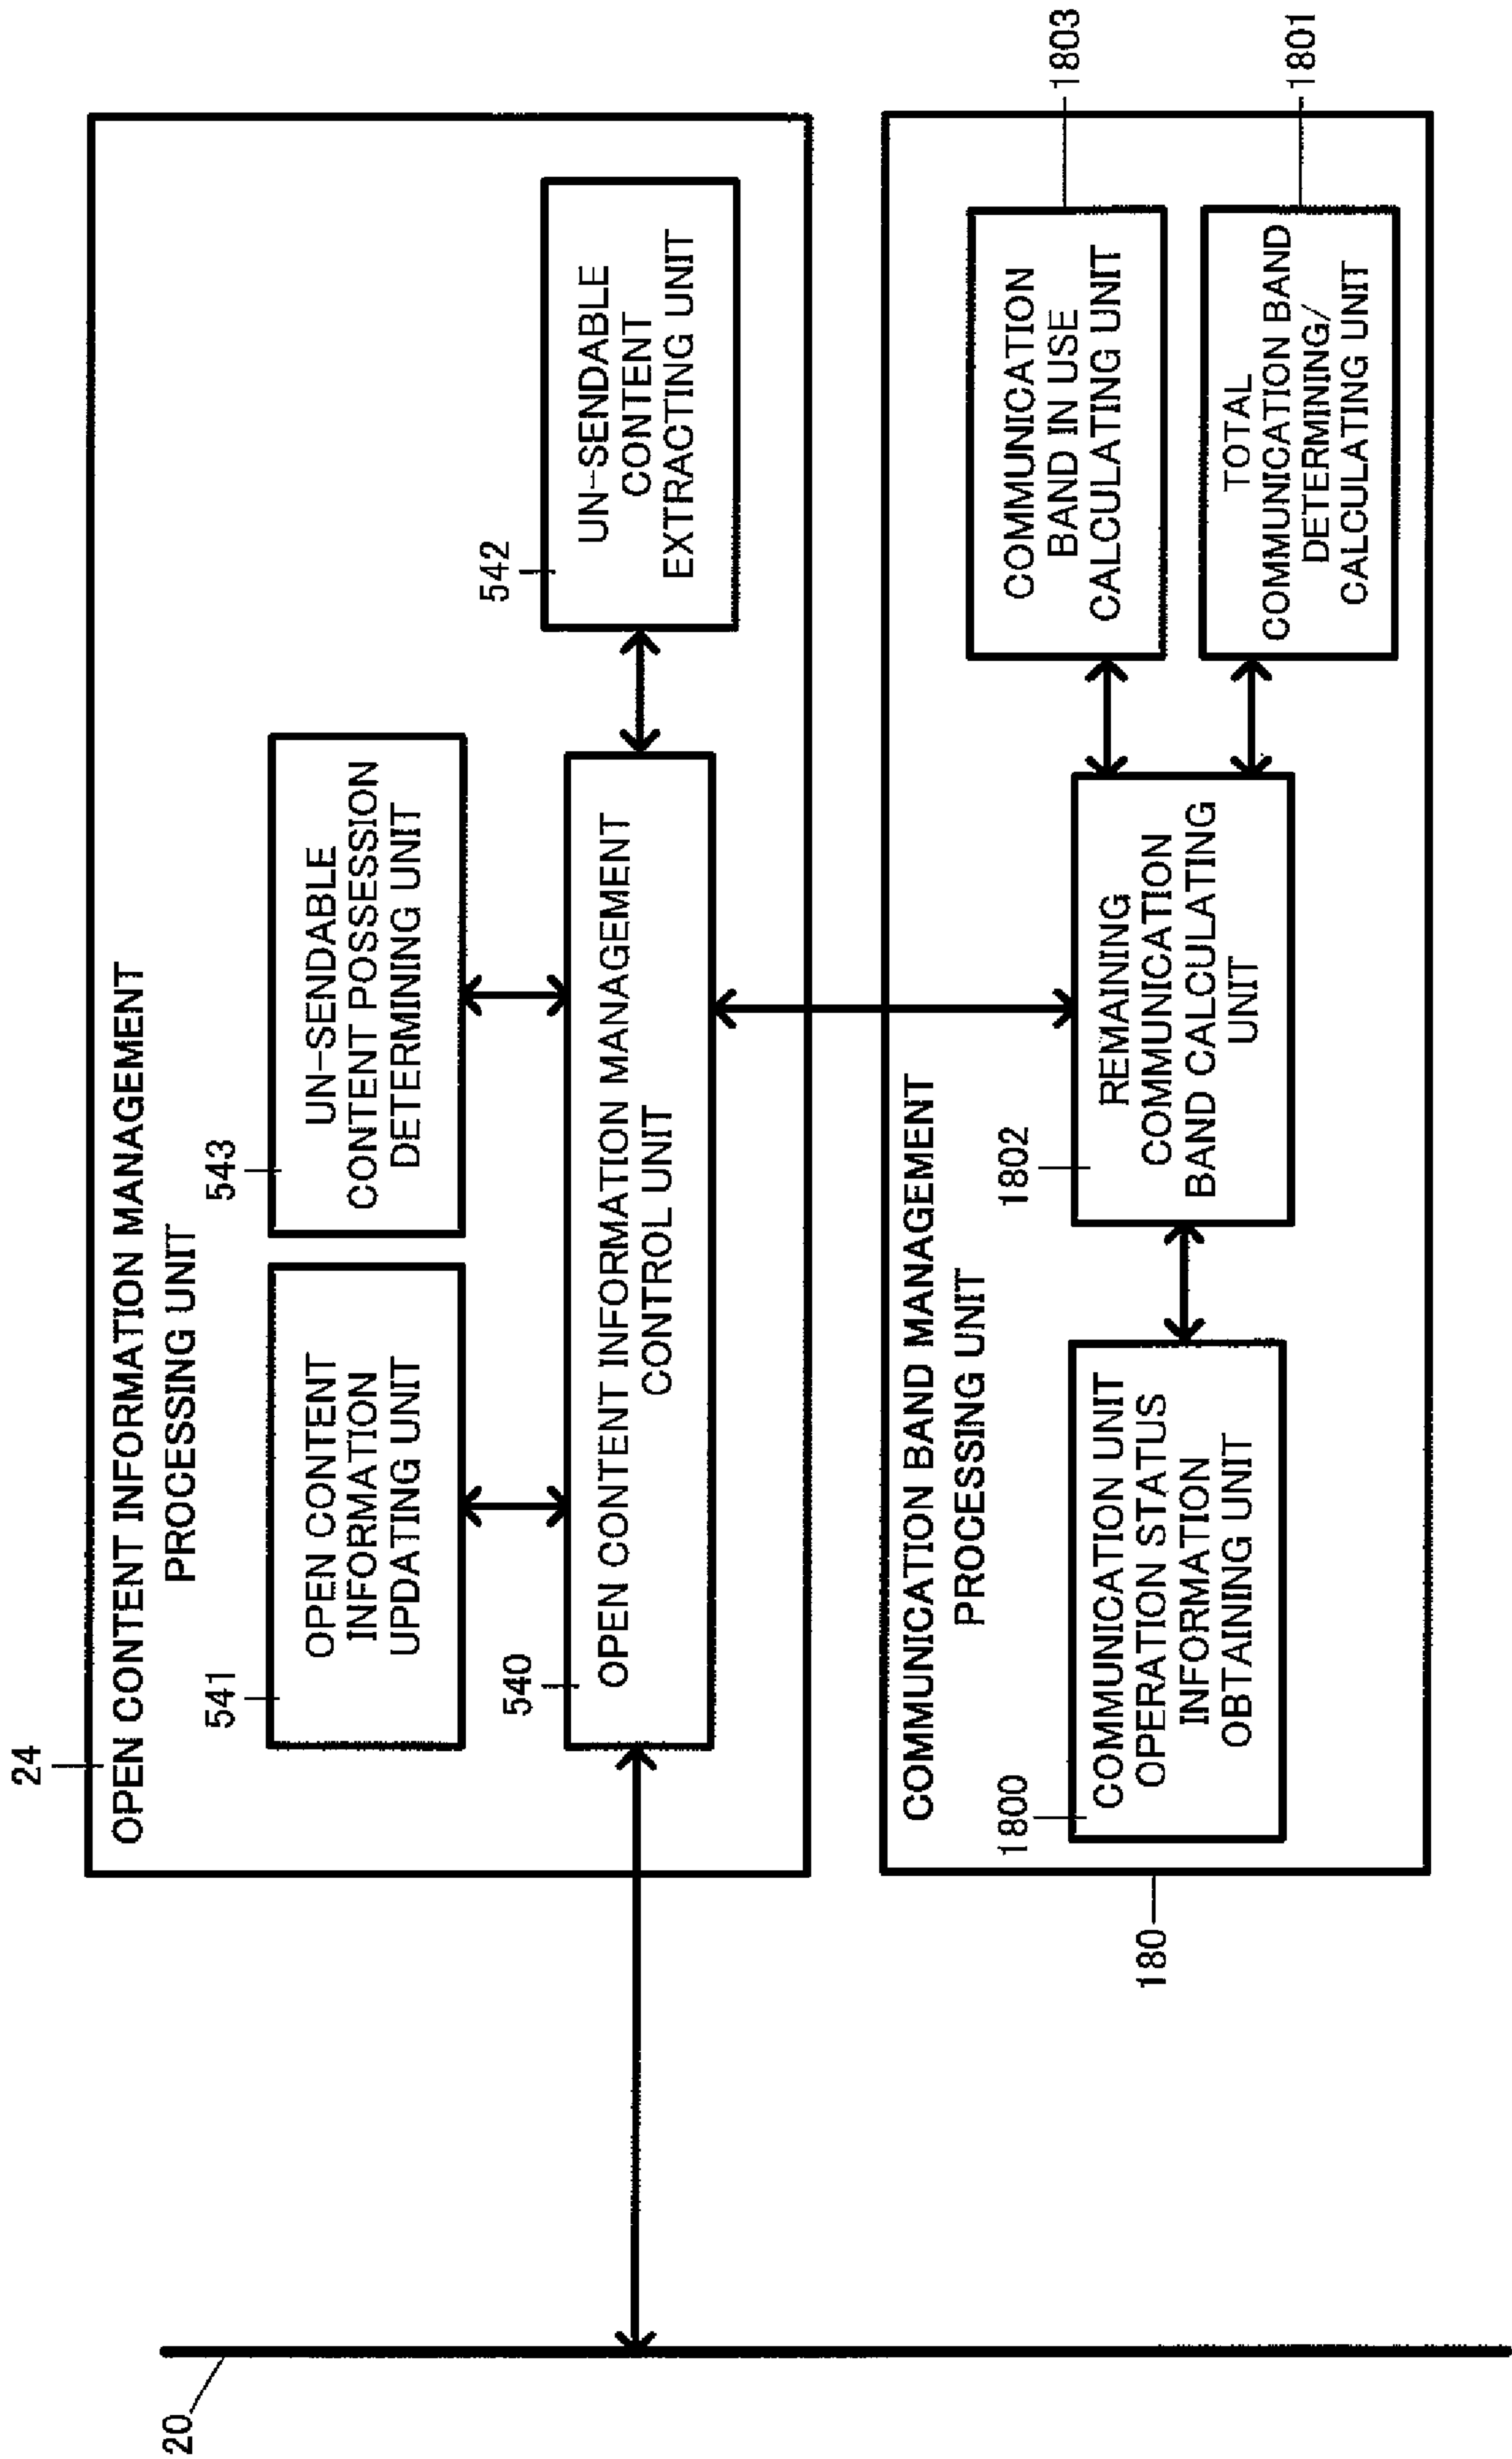 24
OPEN CONTENT INFORMATION MANAGEMENT
PROCESSING UNIT
541
OPEN CONTENT
INFORMATION
UPDATING UNIT
543
UN-SENDABLE
CONTENT POSSESSION
DETERMINING UNIT
540
OPEN CONTENT INFORMATION MANAGEMENT
CONTROL UNIT
542
UN-SENDABLE
CONTENT
EXTRACTING UNIT
20
180
COMMUNICATION BAND MANAGEMENT
PROCESSING UNIT
1800
COMMUNICATION UNIT
OPERATION STATUS
INFORMATION
OBTAINING UNIT
1802
REMAINING
COMMUNICATION
BAND CALCULATING
UNIT
COMMUNICATION
BAND IN USE
CALCULATING UNIT
1803
TOTAL
COMMUNICATION BAND
DETERMINING/
CALCULATING UNIT
1801